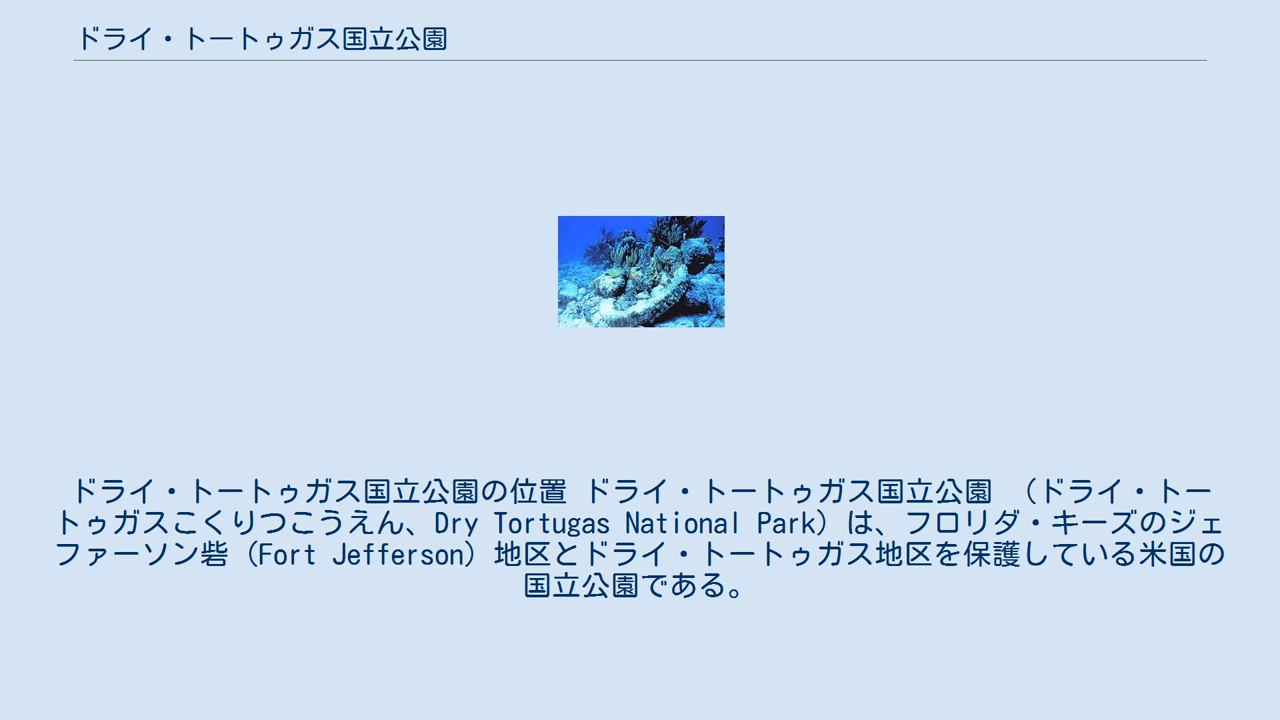 ドライ・トートゥガス国立公園
ドライ・トートゥガス国立公園の位置 ドライ・トートゥガス国立公園 （ドライ・トー
トゥガスこくりつこうえん、Dry Tortugas National Park）は、フロリダ・キーズのジェ
ファーソン砦（Fort Jefferson）地区とドライ・トートゥガス地区を保護している米国の
国立公園である。